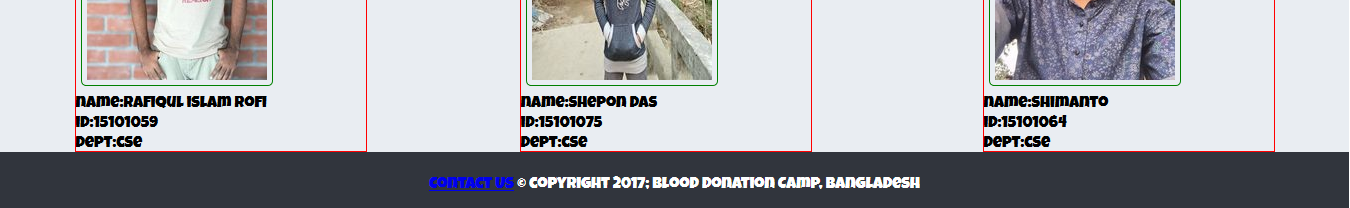 Name:Rafiqul Islam Rofi
ID:15101059
Dept:CSE
Name:Shepon Das
ID:15101075
Dept:CSE
Name:Shimanto
ID:15101064
Dept:CSE
Contact Us © Copyright 2017; Blood Donation Camp, Bangladesh